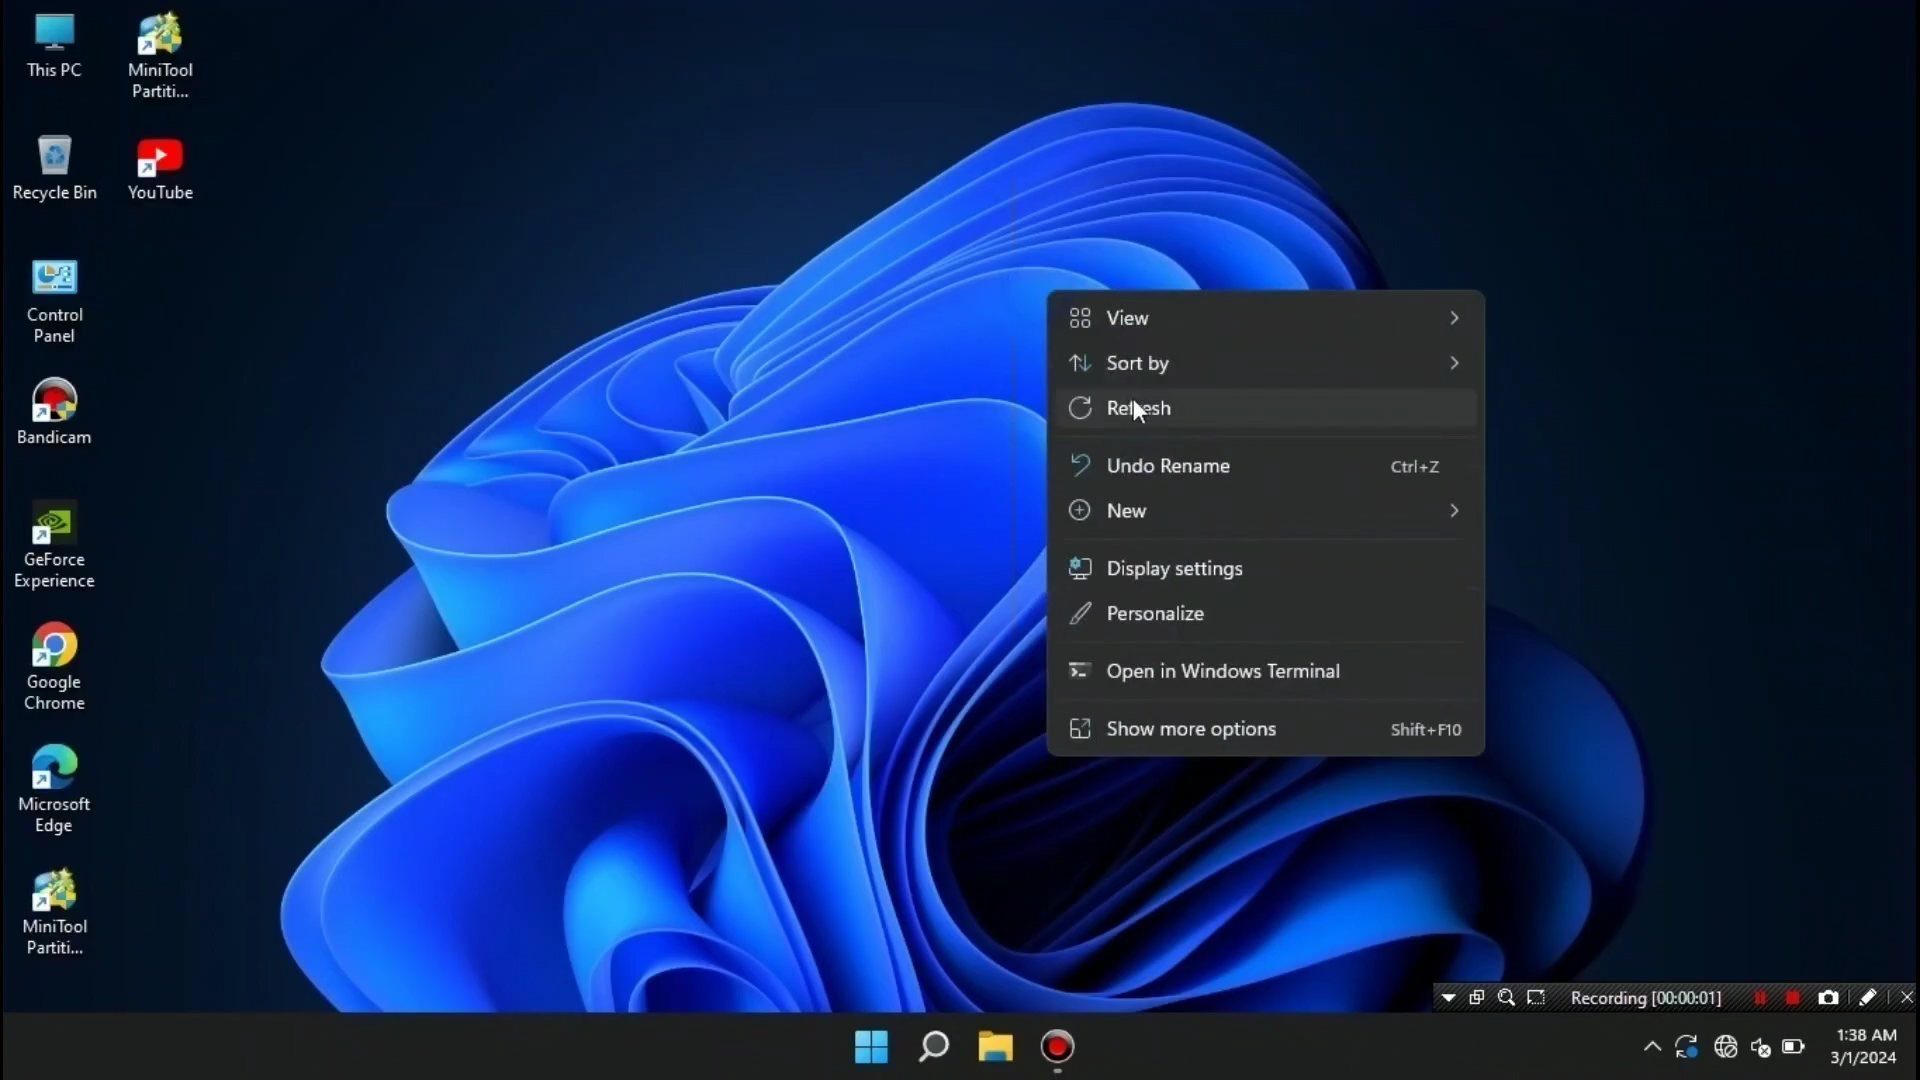 This PC
MiniTool
Partiti...
Recycle Bin
YouTube
Control
Panel
Bandicam
GeForce
Experience
Google
Chrome
Microsoft
Edge
MiniTool
Partiti...
View
Sort by
Refresh
Undo Rename Ctrl+Z
New
Display settings
Personalize
Open in Windows Terminal
Show more options Shift+F10
Recording [00:00:01]
1:38 AM
3/1/2024